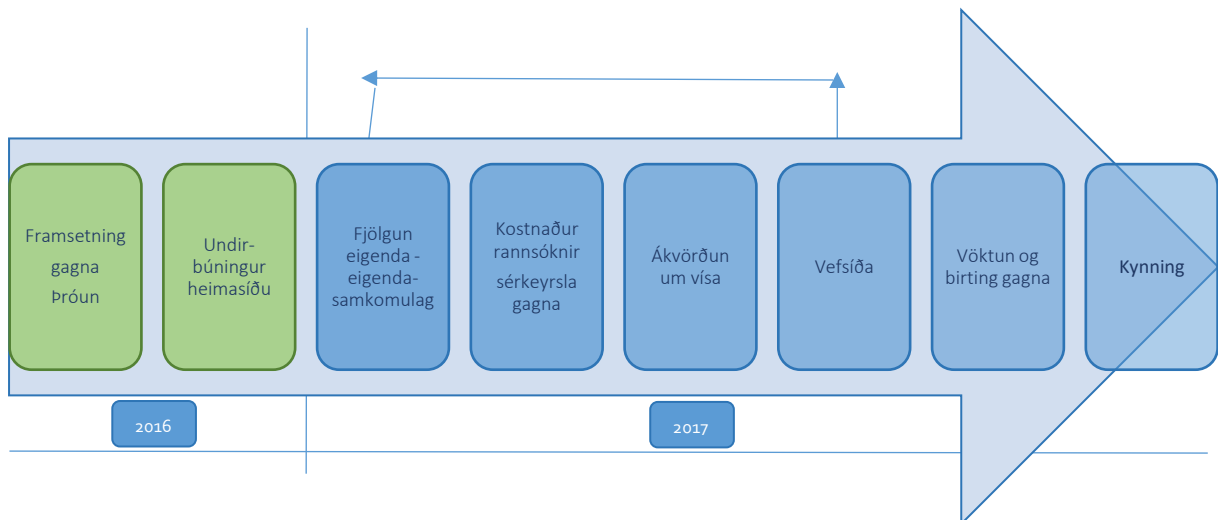 Framsetning
gagna
Þróun
Undir-
búningur
heimasíðu
Fjölgun
eigenda -
eigenda-
samkomulag
Kostnaður
rannsóknir
sérkeyrsla
gagna
Ákvörðun
um vísa
Vefsíða
Vöktun og
birting gagna
Kynning
2016
2017